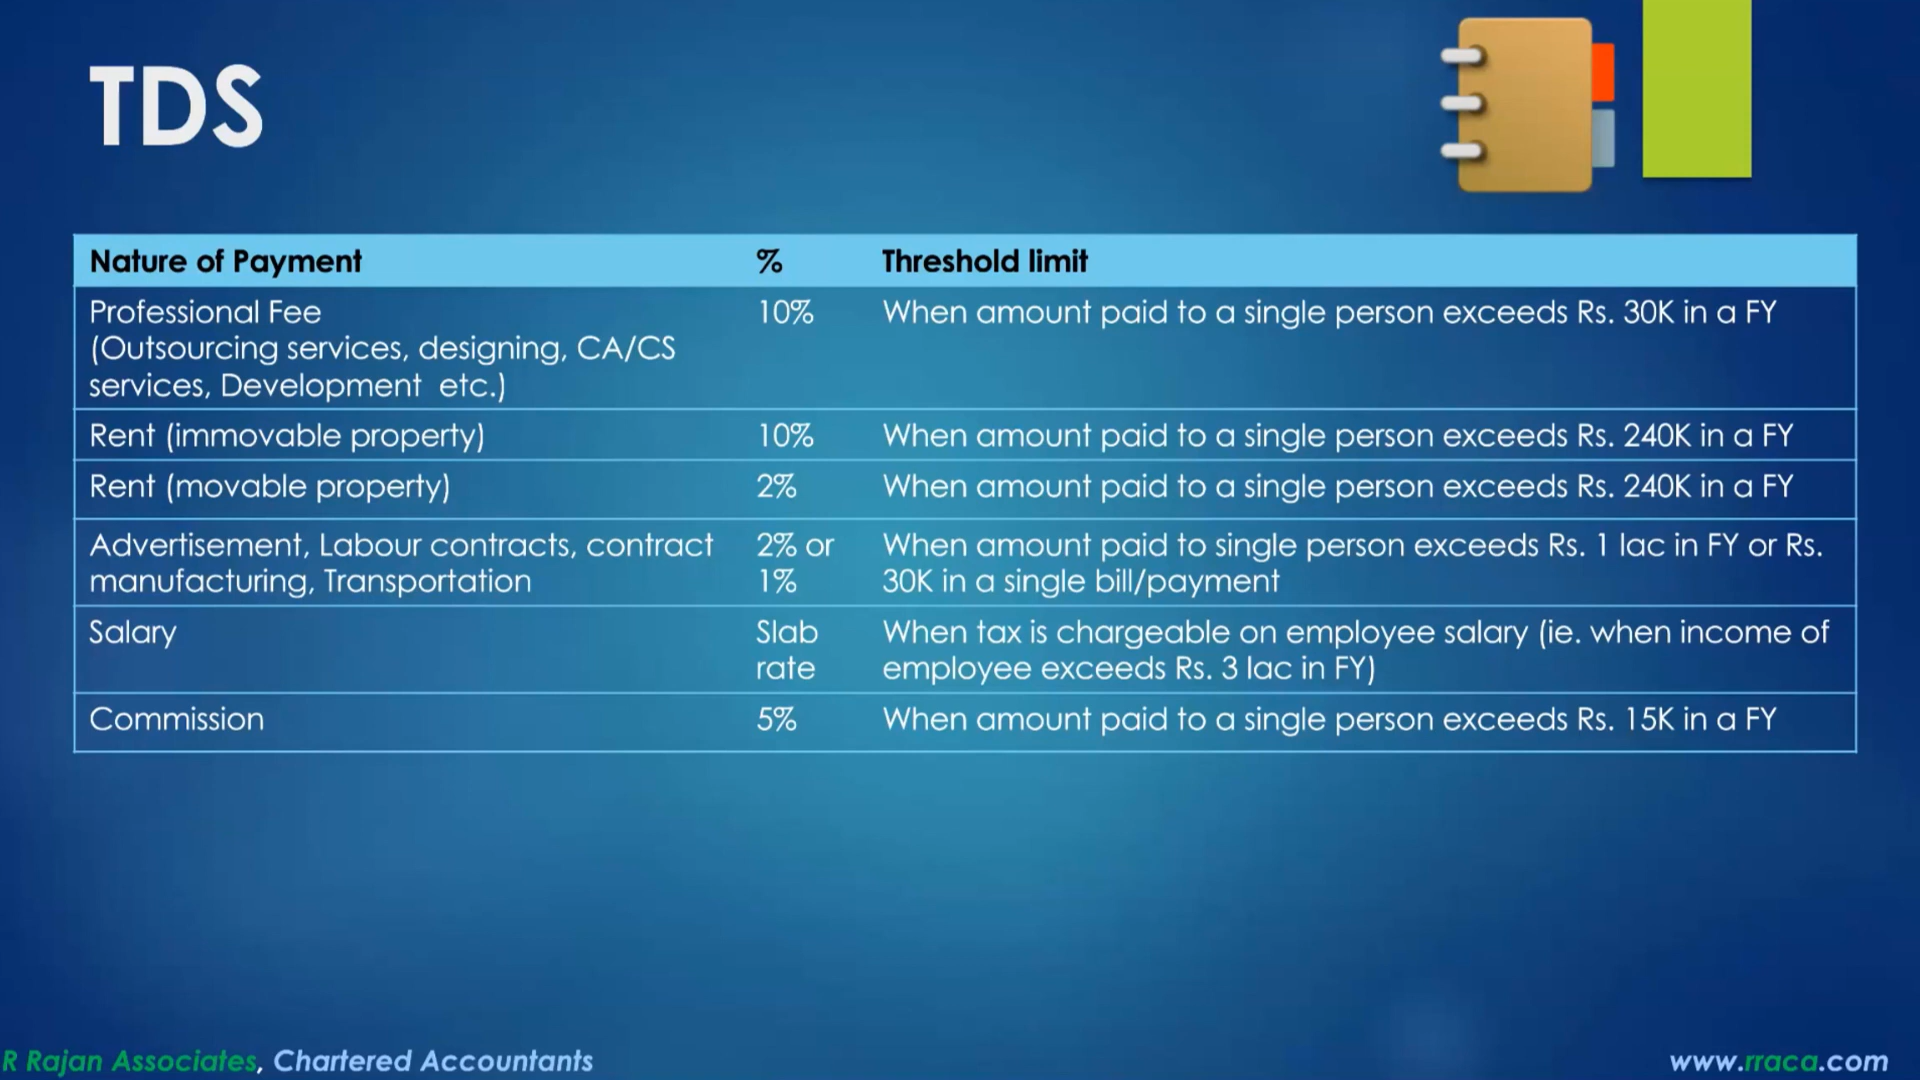 TDS
Nature of Payment % Threshold limit
Professional Fee 10% When amount paid to a single person exceeds Rs. 30K in a FY
(Outsourcing services, designing, CA/CS
services, Development etc.)
Rent (immovable property) 10% When amount paid to a single person exceeds Rs. 240K in a FY
Rent (movable property) 2% When amount paid to a single person exceeds Rs. 240K in a FY
Advertisement, Labour contracts, contract 2% or When amount paid to single person exceeds Rs. 1 lac in FY or Rs.
manufacturing, Transportation 1% 30K in a single bill/payment
Salary Slab When tax is chargeable on employee salary (ie. when income of
rate employee exceeds Rs. 3 lac in FY)
Commission 5% When amount paid to a single person exceeds Rs. 15K in a FY
R Rajan Associates, Chartered Accountants www.rraca.com